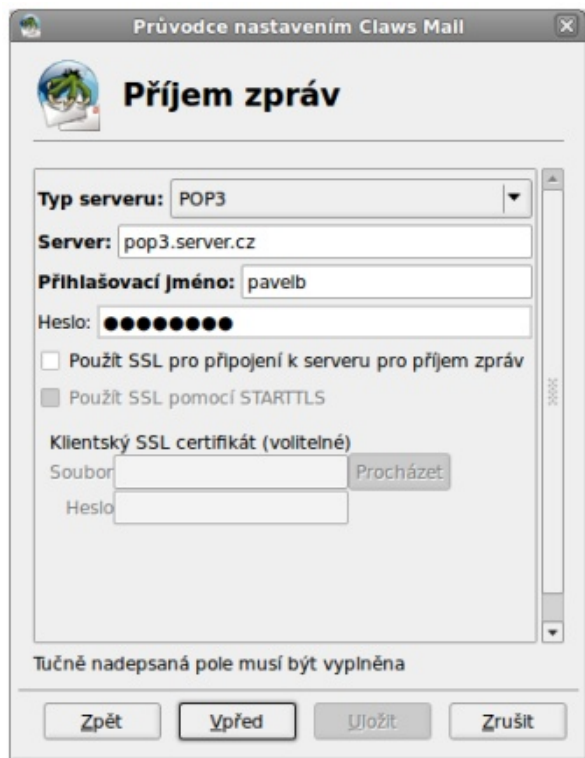 Průvodce nastavením Claws Mail
Příjem zpráv
Typ serveru: POP3
Server: pop3.server.cz
Přihlašovací jméno: pavelb
Heslo: ●●●●●●●●
Použít SSL pro připojení k serveru pro příjem zpráv
Použít SSL pomocí STARTTLS
Klientský SSL certifikát (volitelné)
Soubor Procházet
Heslo
Tučně nadepsaná pole musí být vyplněna
Zpět Vpřed Uložit Zrušit